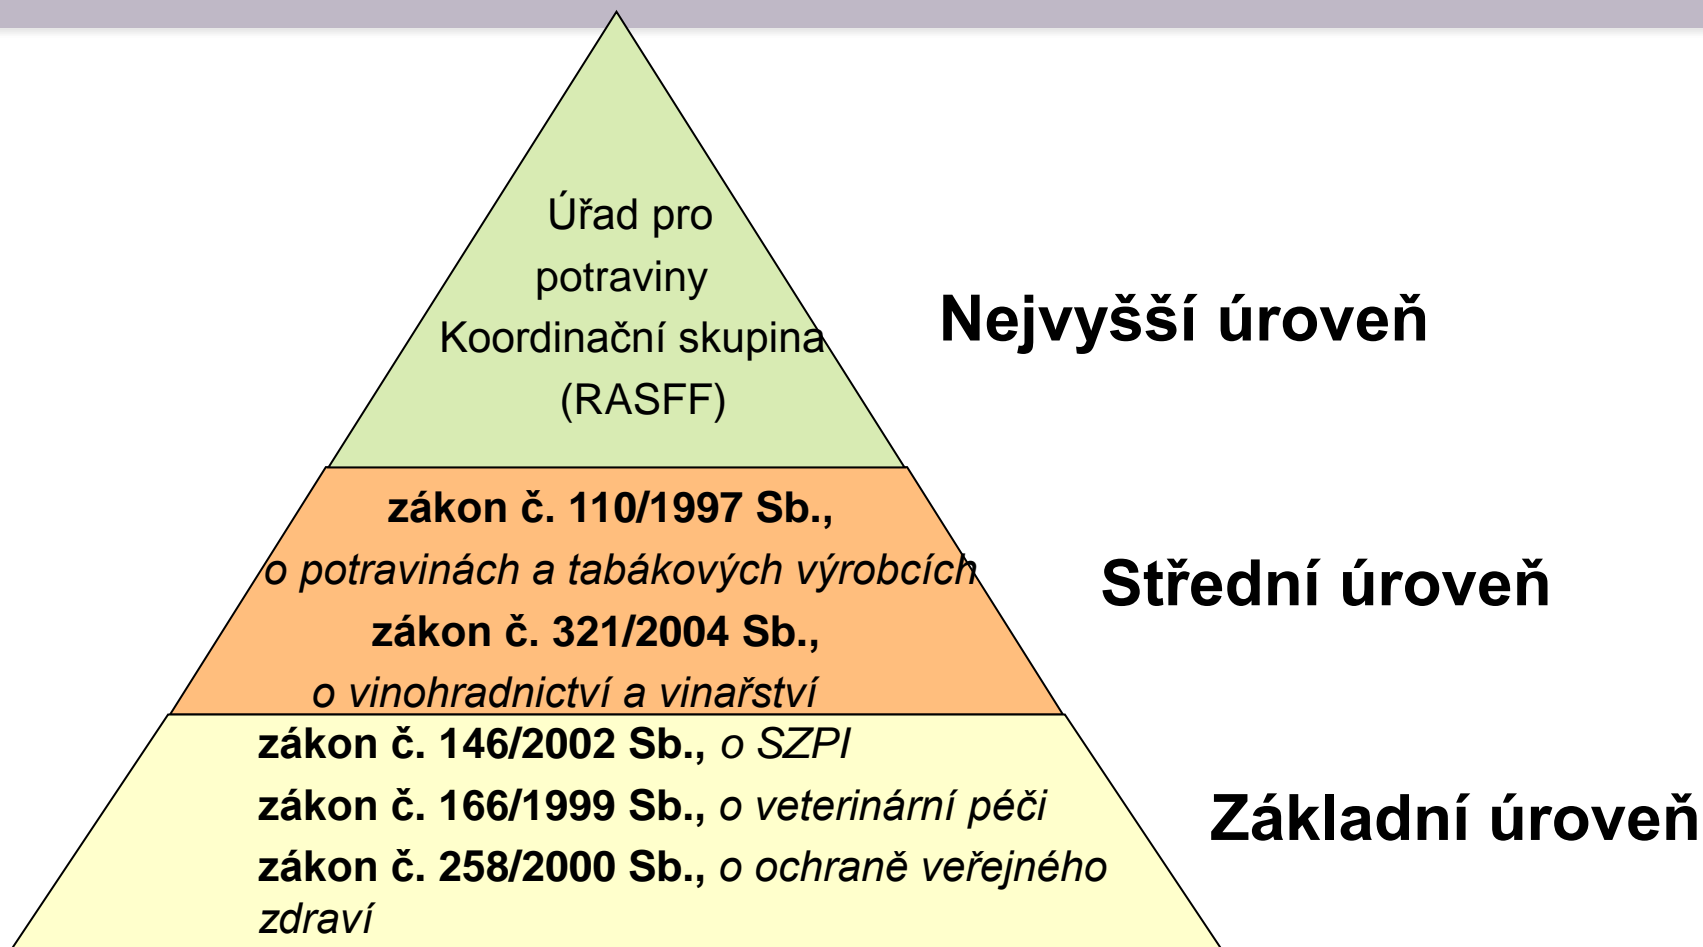 Úřad pro
potraviny
Koordinační skupina
(RASFF)
Nejvyšší úroveň
zákon č. 110/1997 Sb.,
o potravinách a tabákových výrobcích
zákon č. 321/2004 Sb.,
o vinohradnictví a vinařství
Střední úroveň
zákon č. 146/2002 Sb., o SZPI
zákon č. 166/1999 Sb., o veterinární péči
zákon č. 258/2000 Sb., o ochraně veřejného
zdraví
Základní úroveň